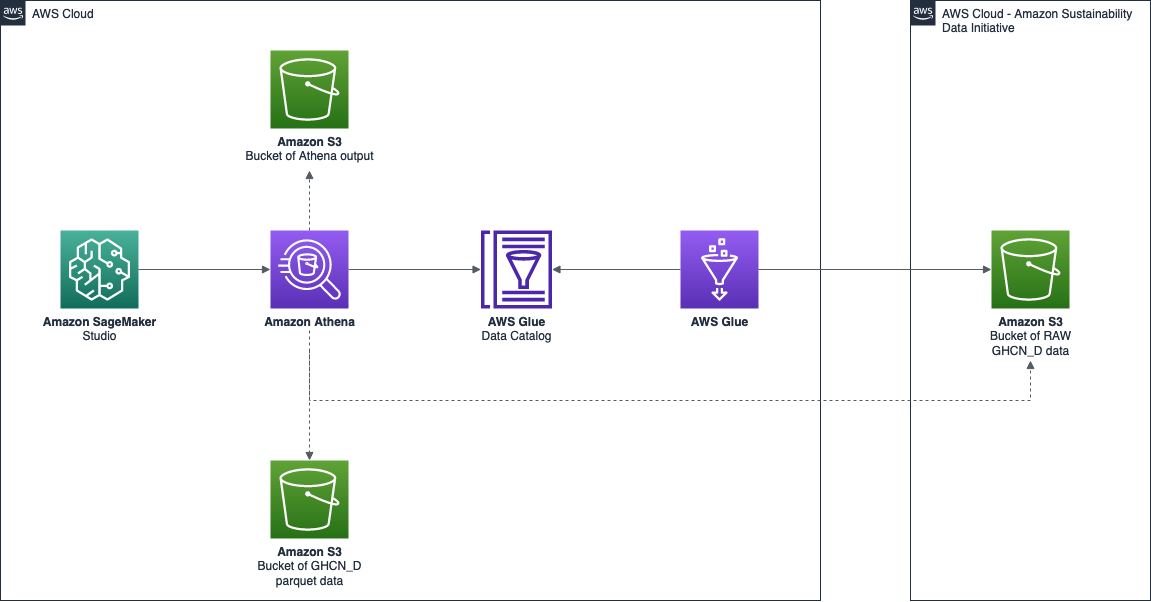 aws
AWS Cloud
aws
AWS Cloud - Amazon Sustainability
Data Initiative
Amazon S3
Bucket of Athena output
Amazon SageMaker
Studio
Amazon Athena
AWS Glue
Data Catalog
AWS Glue
Amazon S3
Bucket of RAW
GHCN_D data
Amazon S3
Bucket of GHCN_D
parquet data